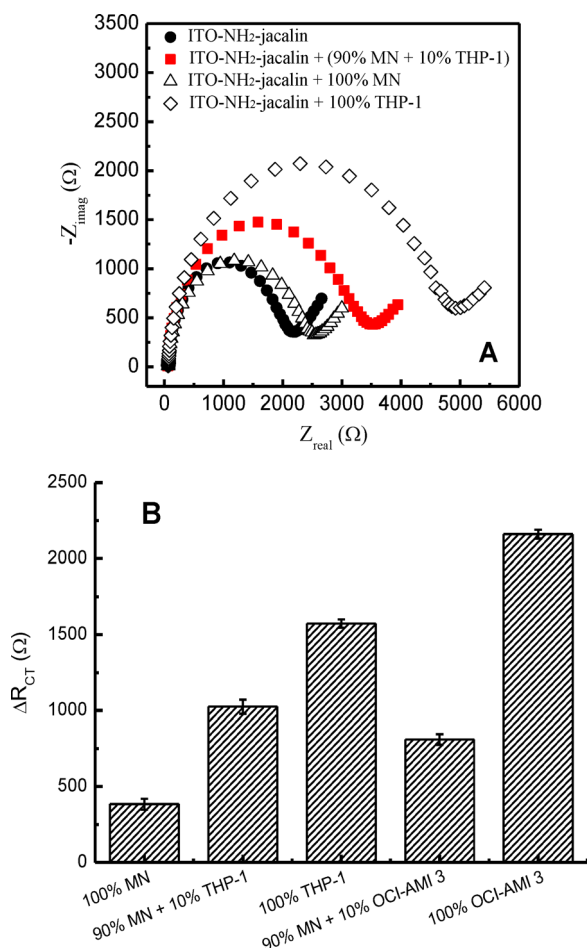 3500
3000
2500
2000
1500
1000
500
0
-Zimag (Ω)
ITO-NH2-jacalin
ITO-NH2-jacalin + (90% MN + 10% THP-1)
ITO-NH2-jacalin + 100% MN
ITO-NH2-jacalin + 100% THP-1
A
0 1000 2000 3000 4000 5000 6000
Zreal (Ω)
B
2500
2000
1500
1000
500
0
ΔRCT (Ω)
100% MN
90% MN + 10% THP-1
100% THP-1
90% MN + 10% OCI-AMI 3
100% OCI-AMI 3